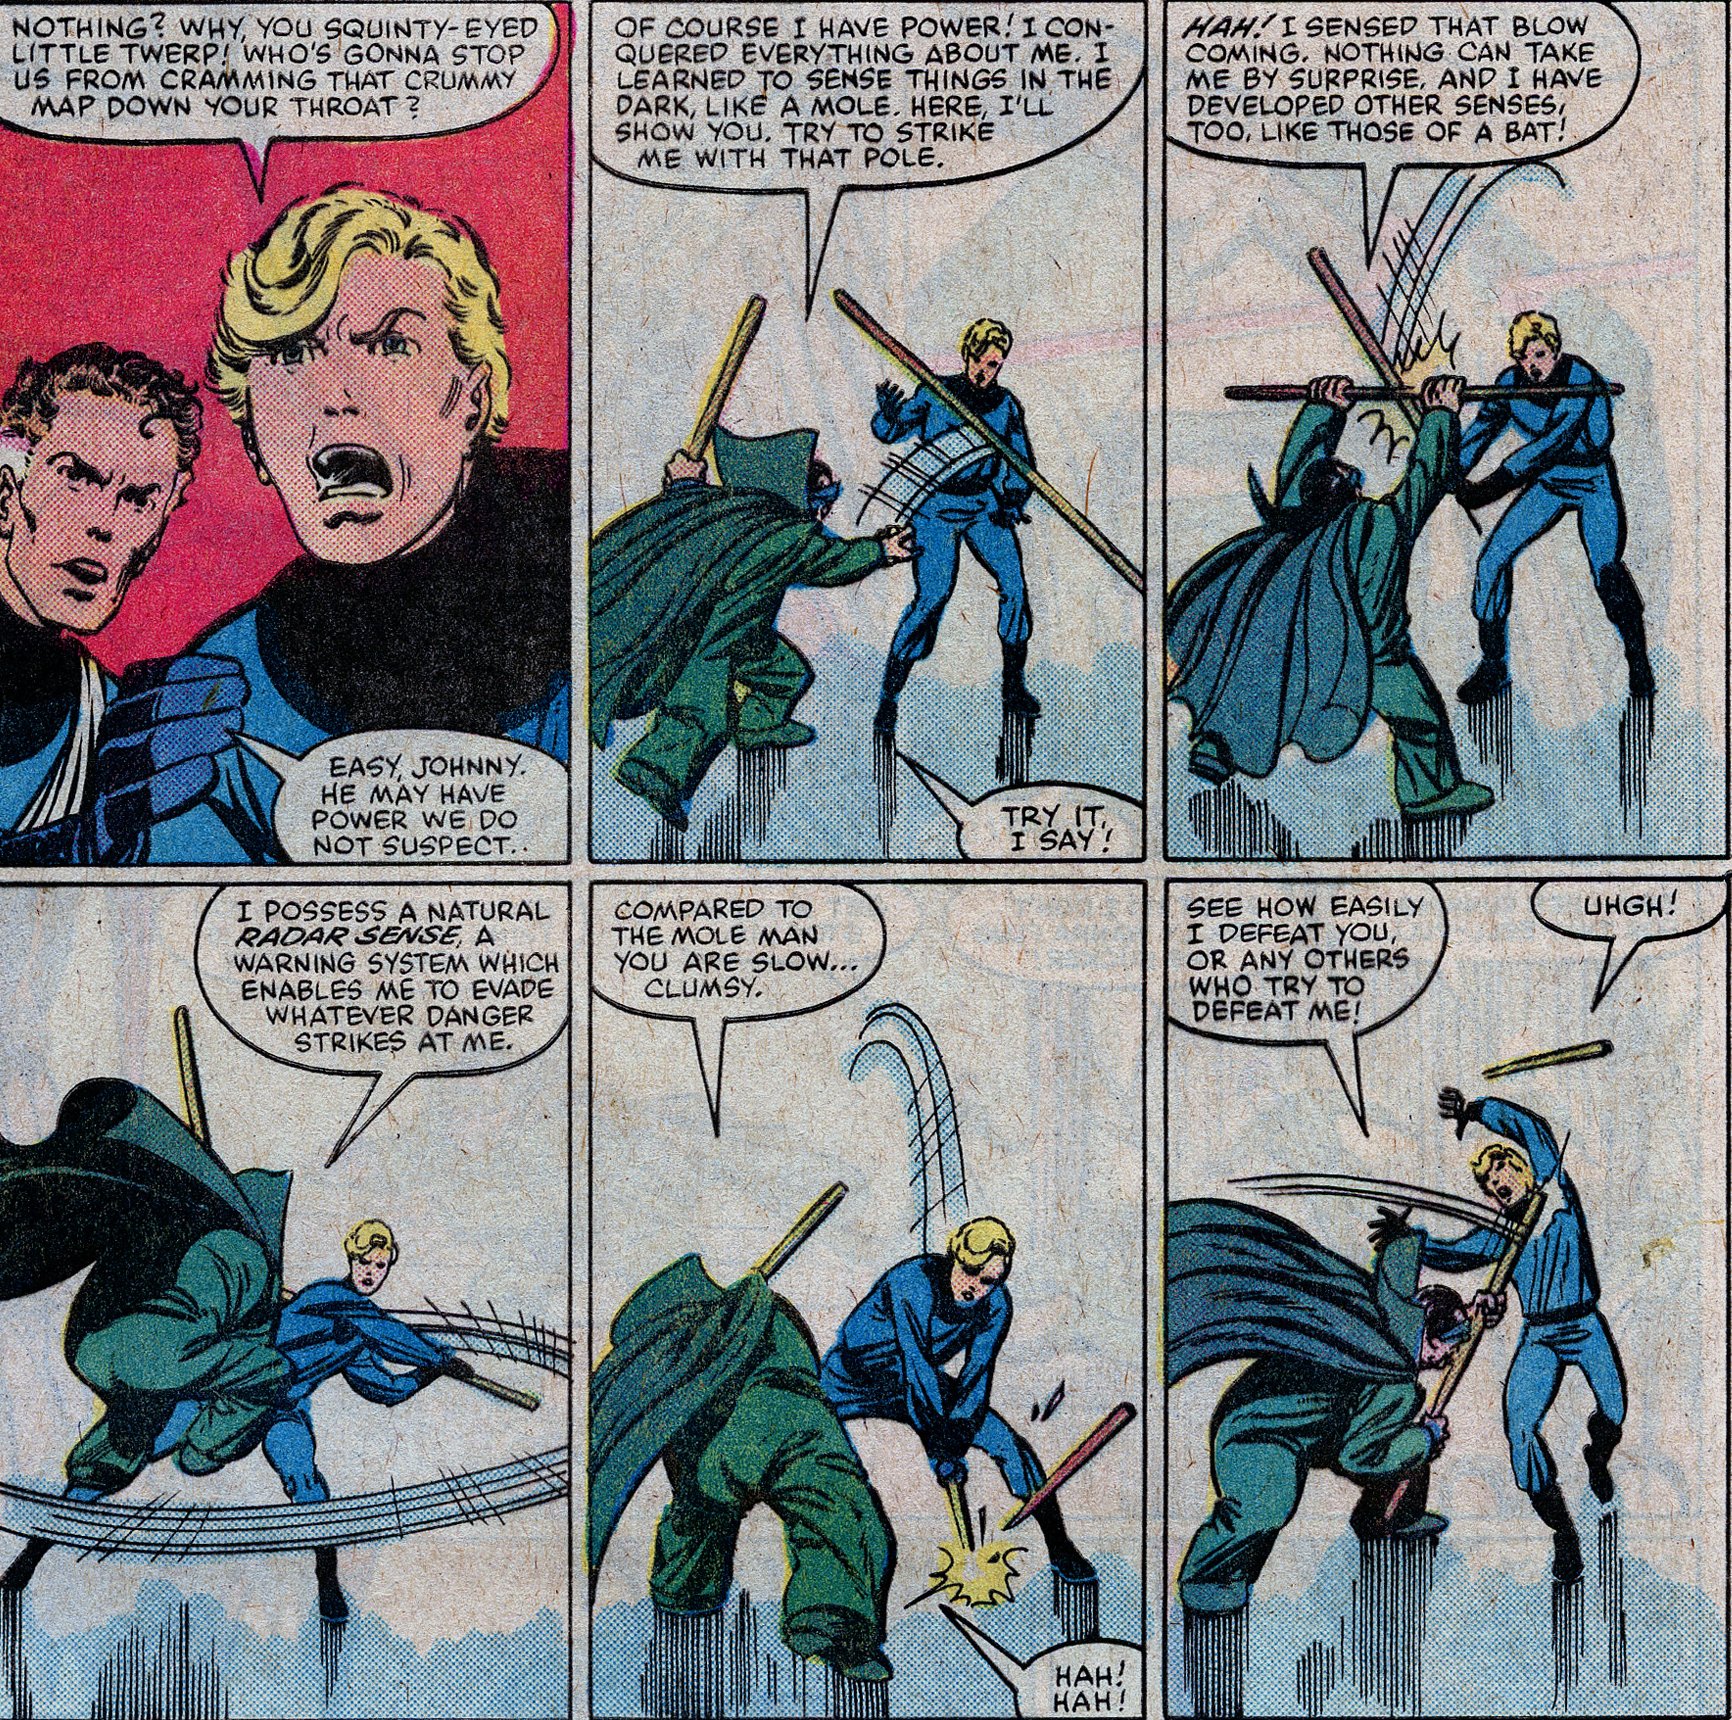 NOTHING? WHY, YOU SQUINTY-EYED
LITTLE TWERP! WHO'S GONNA STOP
US FROM CRAMMING THAT CRUMMY
MAP DOWN YOUR THROAT?
EASY, JOHNNY.
HE MAY HAVE
POWER WE DO
NOT SUSPECT..
OF COURSE I HAVE POWER! I CON-
QUERED EVERYTHING ABOUT ME. I
LEARNED TO SENSE THINGS IN THE
DARK, LIKE A MOLE. HERE, I'LL
SHOW YOU. TRY TO STRIKE
ME WITH THAT POLE.
TRY IT,
I SAY!
HAH! I SENSED THAT BLOW
COMING. NOTHING CAN TAKE
ME BY SURPRISE, AND I HAVE
DEVELOPED OTHER SENSES,
TOO, LIKE THOSE OF A BAT!
I POSSESS A NATURAL
RADAR SENSE, A
WARNING SYSTEM WHICH
ENABLES ME TO EVADE
WHATEVER DANGER
STRIKES AT ME.
COMPARED TO
THE MOLE MAN
YOU ARE SLOW...
CLUMSY.
HAH!
HAH!
SEE HOW EASILY
I DEFEAT YOU,
OR ANY OTHERS
WHO TRY TO
DEFEAT ME!
UHGH!